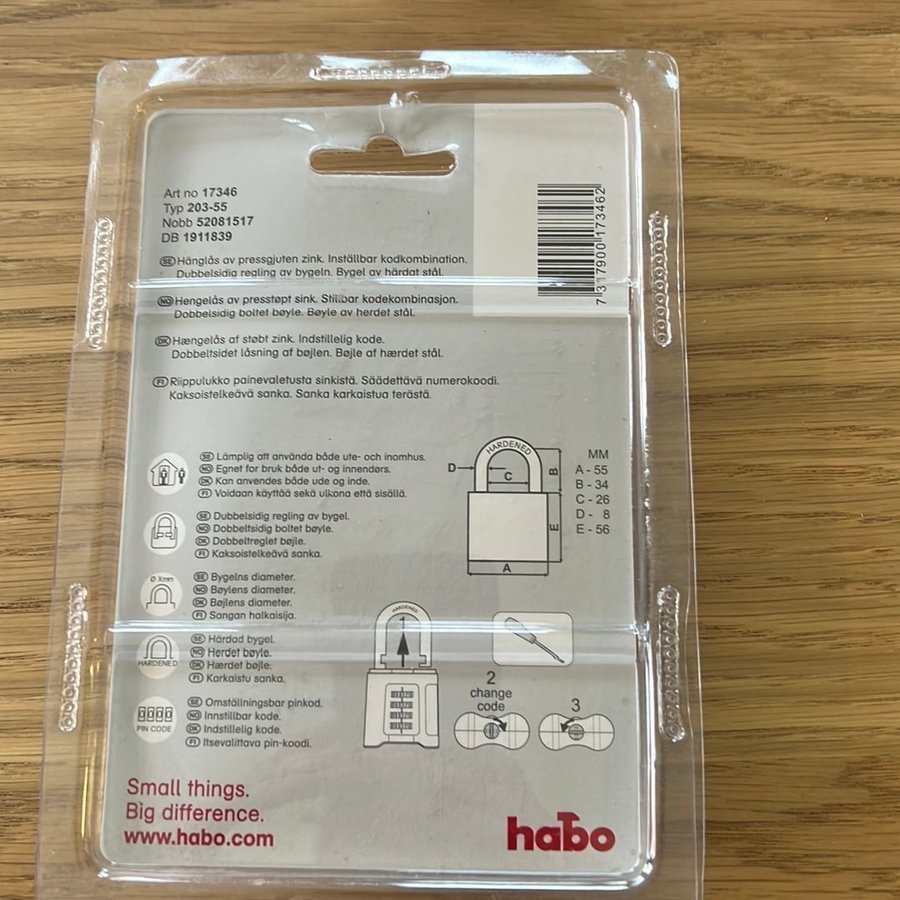 Art no 17346
Typ 203-55
Nobb 52081517
DB 1911839
7 317900 173462
SE Hänglås av pressgjuten zink. Inställbar kodkombination.
Dubbelsidig regling av bygeln. Bygel av härdat stål.
NO Hengelås av presstøpt sink. Stillbar kodekombinasjon.
Dobbelsidig boltet bøyle. Bøyle av herdet stål.
DK Hængelås af støbt zink. Indstillelig kode.
Dobbeltsidet låsning af bøjlen. Bøjle af hærdet stål.
FI Riippulukko painevaletusta sinkistä. Säädettävä numerokoodi.
Kaksoistelkeävä sanka. Sanka karkaistua terästä.
SE Lämplig att använda både ute- och inomhus.
NO Egnet for bruk både ut- og innendørs.
DK Kan anvendes både ude og inde.
FI Voidaan käyttää sekä ulkona että sisällä.
SE Dubbelsidig regling av bygel.
NO Dobbeltsidig boltet bøyle.
DK Dobbeltreglet bøjle.
FI Kaksoistelkeävä sanka.
Ø Xmm
SE Bygelns diameter.
NO Bøylens diameter.
DK Bøjlens diameter.
FI Sangan halkaisija.
HARDENED
SE Härdad bygel.
NO Herdet bøyle.
DK Hærdet bøjle.
FI Karkaistu sanka.
PIN CODE
SE Omställningsbar pinkod.
NO Innstillbar kode.
DK Indstillelig kode.
FI Itsevalittava pin-koodi.
HARDENED
D
C
B
E
A
MM
A - 55
B - 34
C - 26
D - 8
E - 56
HARDENED
1
2
change
code
3
Small things.
Big difference.
www.habo.com
habo